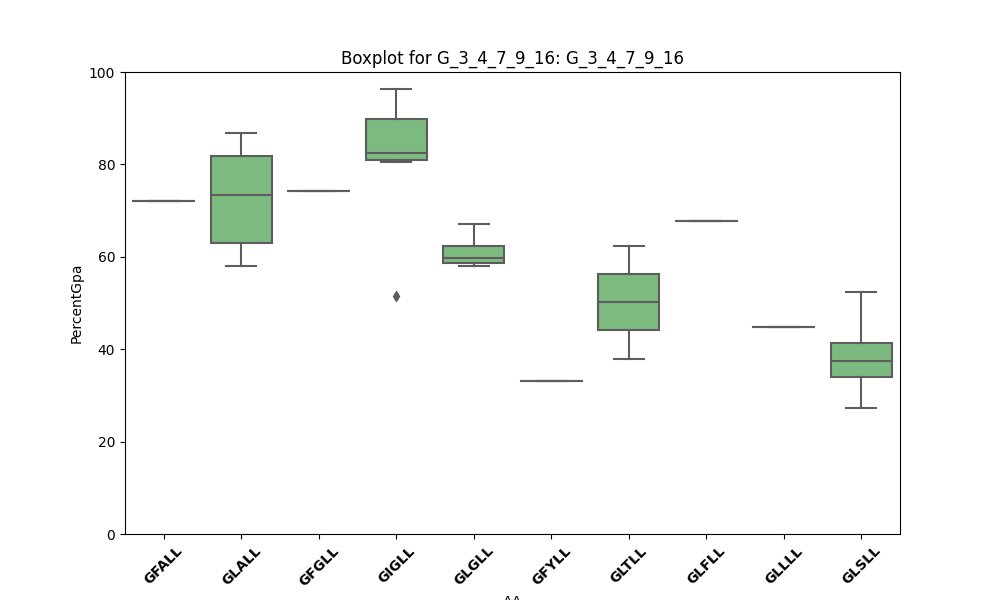 Boxplot for G_3_4_7_9_16: G_3_4_7_9_16
100
80
60
40
20
0
PercentGpa
GFALL GLALL GFGLL GIGLL GLGLL GFYLL GLTLL GLFLL GLLLL GLSLL
AA